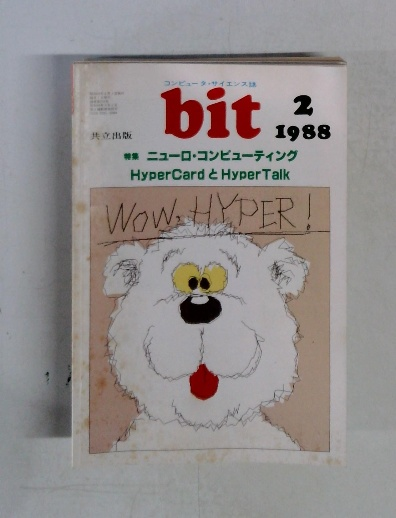 コンピュータ・サイエンス誌
bit
2
1988
共立出版
特集 ニューロ・コンピューティング
HyperCardとHyperTalk
WOW, HYPER!